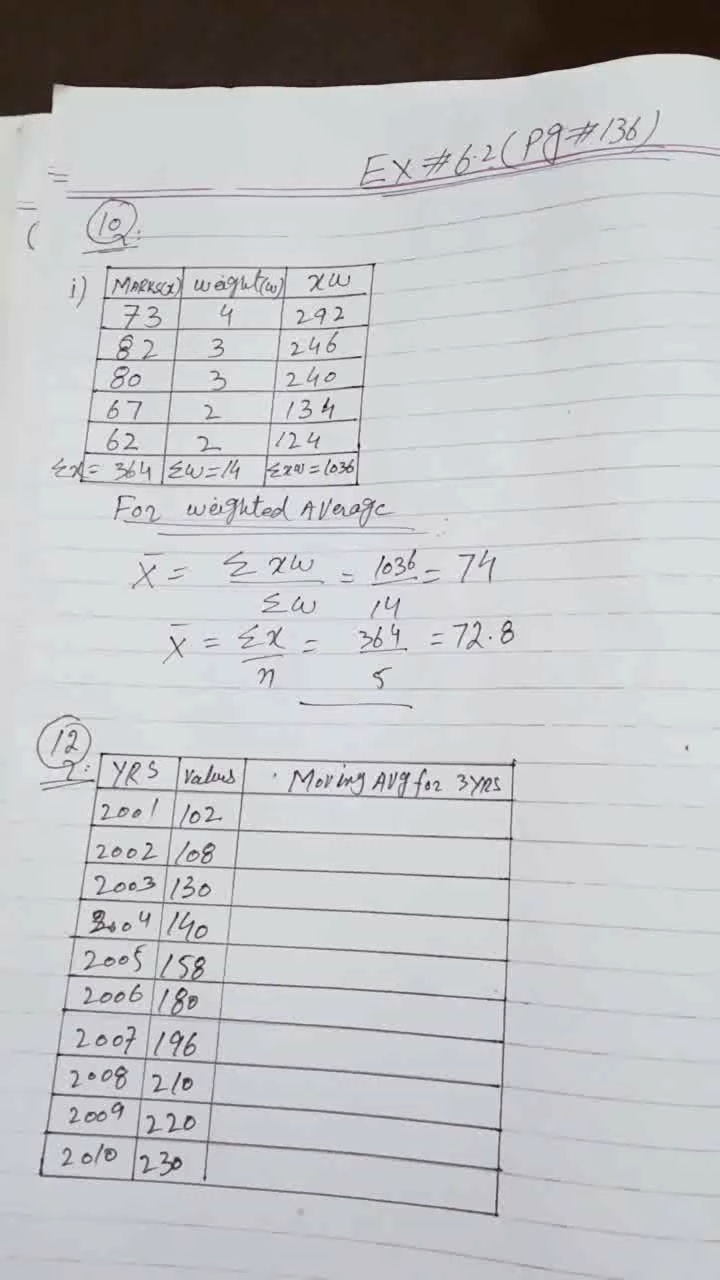 Ex # 6.2 (Pg # 136)
10
Q:
i) MARKS(x) weight(w) xw
73 4 292
82 3 246
80 3 240
67 2 134
62 2 124
Σx = 364 Σw = 14 Σxw = 1036
For weighted Average
X̄ = Σxw / Σw = 1036 / 14 = 74
X̄ = Σx / n = 364 / 5 = 72.8
12
Q:
YRS Values Moving Avg for 3 YRS
2001 102
2002 108
2003 130
2004 140
2005 158
2006 180
2007 196
2008 210
2009 220
2010 230